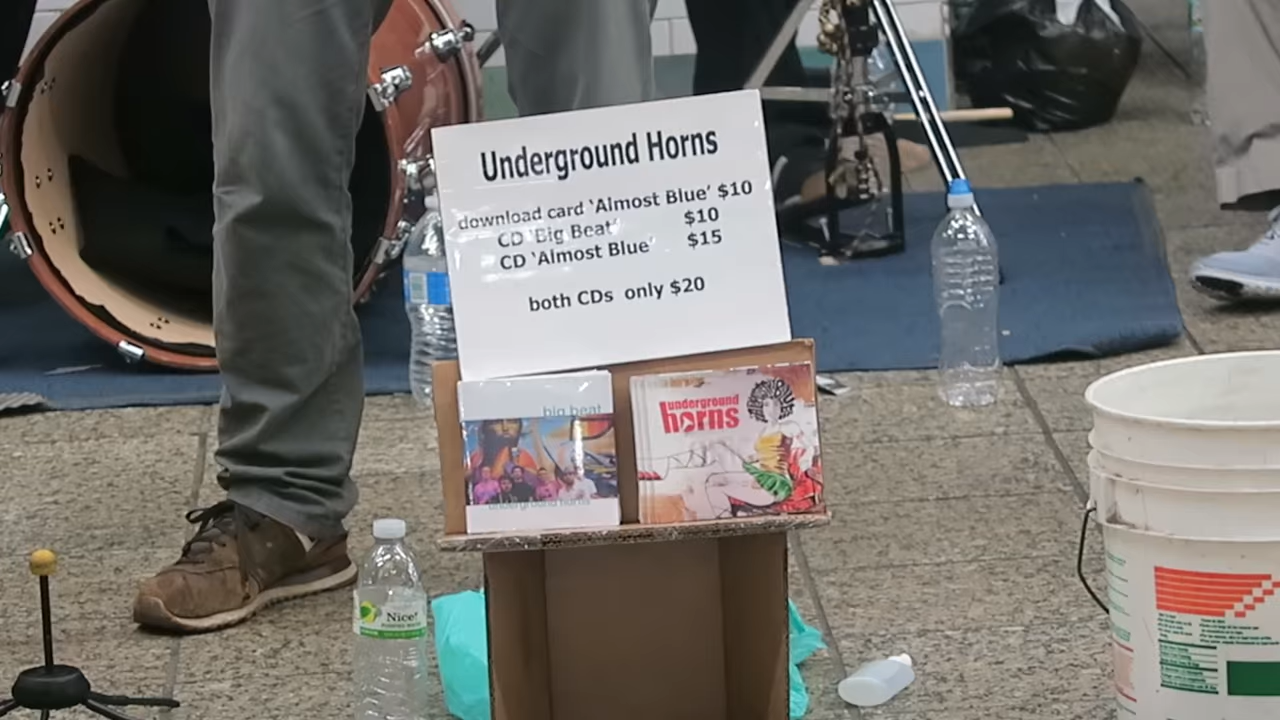 Underground Horns
download card ‘Almost Blue’ $10
CD ‘Big Beat’ $10
CD ‘Almost Blue’ $15
both CDs only $20
big beat
underground horns
underground
horns
Nice!